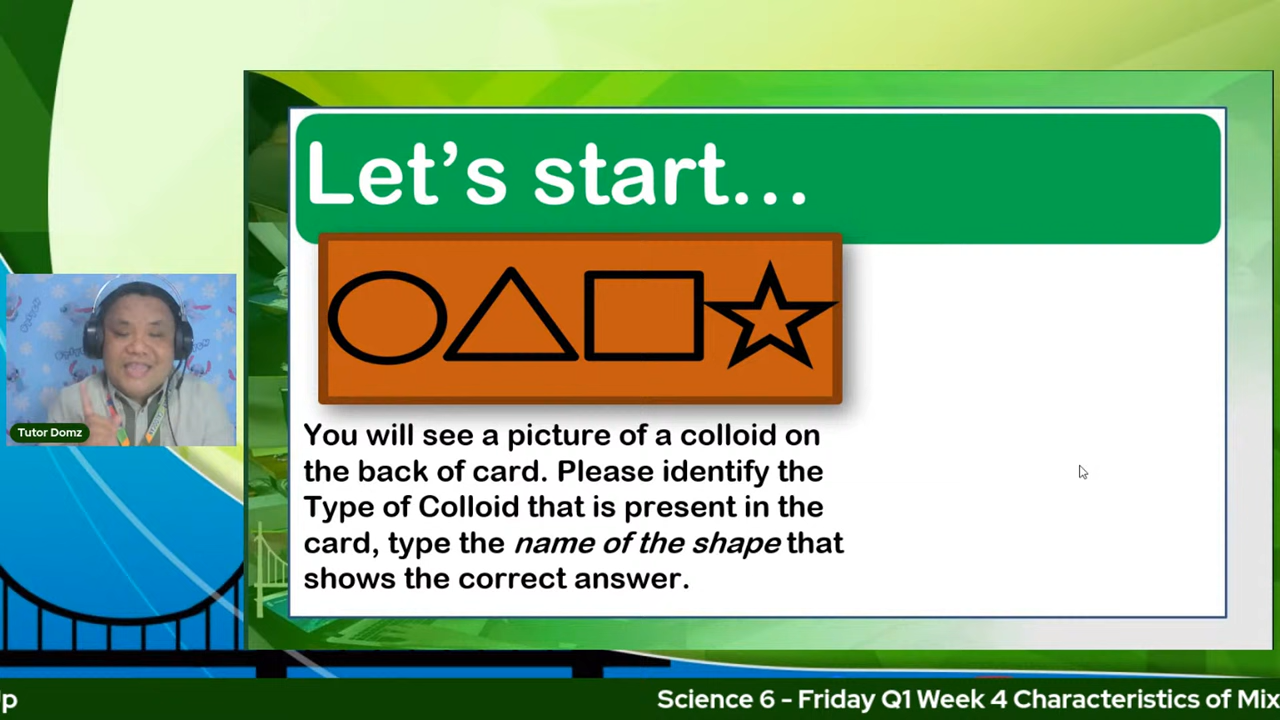 Let's start...
You will see a picture of a colloid on
the back of card. Please identify the
Type of Colloid that is present in the
card, type the name of the shape that
shows the correct answer.
Tutor Domz
Science 6 - Friday Q1 Week 4 Characteristics of Mix